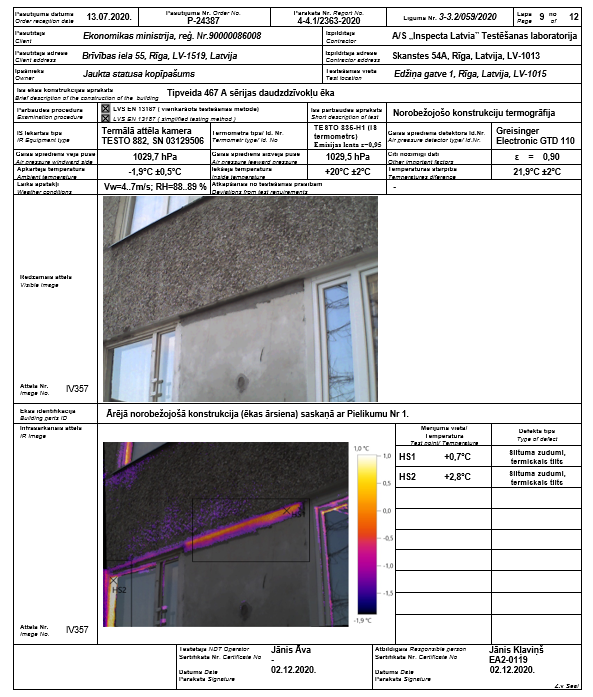 Pasūtījuma datums
Order reception date
13.07.2020.
Pasūtījuma Nr. Order No.
P-24387
Pārskata Nr. Report No.
4-4.1/2363-2020
Līguma Nr. 3-3.2/059/2020
Lapa 9 no 12
Page of
Pasūtītājs
Client
Ekonomikas ministrija, reģ. Nr.90000086008
Izpildītājs
Contractor
A/S „Inspecta Latvia” Testēšanas laboratorija
Pasūtītāja adrese
Client address
Brīvības iela 55, Rīga, LV-1519, Latvija
Izpildītāja adrese
Contractor address
Skanstes 54A, Rīga, Latvija, LV-1013
Īpašnieks
Owner
Jaukta statusa kopīpašums
Testēšanas vieta
Test location
Edžiņa gatve 1, Rīga, Latvija, LV-1015
Īss ēkas konstrukcijas apraksts
Brief description of the construction of the building
Tipveida 467 A sērijas daudzdzīvokļu ēka
Pārbaudes procedūra
Examination procedure
LVS EN 13187 ( vienkāršota testēšanas metode)
LVS EN 13187 ( simplified testing method )
Īss pārbaudes apraksts
Short description of test
Norobežojošo konstrukciju termogrāfija
IS iekārtas tips
IR Equipment type
Termālā attēla kamera
TESTO 882, SN 03129506
Termometra tips/ Id. Nr.
Termometr type/ Id. No
TESTO 835-H1 (IS
termometrs)
Emisijas konts ε=0,95
Gaisa spiediena detektora Id.Nr.
Air pressure detector type/ Id.Nr.
Greisinger
Electronic GTD 110
Gaisa spiediens vēja pusē
Air pressure windward side
1029,7 hPa
Gaisa spiediens aizvēja pusē
Air pressure leeward pressure
1029,5 hPa
Citi nozīmīgi dati
Other important factors
ε = 0,90
Apkārtējā temperatūra
Ambient temperature
-1,9°C ±0,5°C
Iekšējā temperatūra
Inside temperature
+20°C ±2°C
Temperatūras starpība
Temperatures diference
21,9°C ±2°C
Laika apstākļi
Weather conditions
Vw=4..7m/s; RH=88..89 %
Atkāpšanās no testēšanas prasībām
Deviations from test requirements
-
Redzamais attēls
Visible image
Attēla Nr.
Image No.
IV357
Ēkas identifikācija
Building parts ID
Ārējā norobežojošā konstrukcija (ēkas ārsiena) saskaņā ar Pielikumu Nr 1.
Infrasarkanais attēls
IR image
Mērījuma vieta/
Temperatūra
Test point/ Temperature
Defekta tips
Type of defect
HS1 +0,7°C
Siltuma zudumi,
termiskais tilts
HS2 +2,8°C
Siltuma zudumi,
termiskais tilts
1,0 °C
1,0
0,5
0,0
-0,5
-1,0
-1,5
-1,9 °C
HS1
HS2
Attēla Nr.
Image No.
IV357
Testētājs NDT Operator
Jānis Āva
Sertifikāta Nr. Certificate No
-
Datums Date
02.12.2020.
Paraksts Signature
Atbildīgais Responsible person
Jānis Kļaviņš
Sertifikāta Nr. Certificate No
EA2-0119
Datums Date
02.12.2020.
Paraksts Signature
Z.v Seal